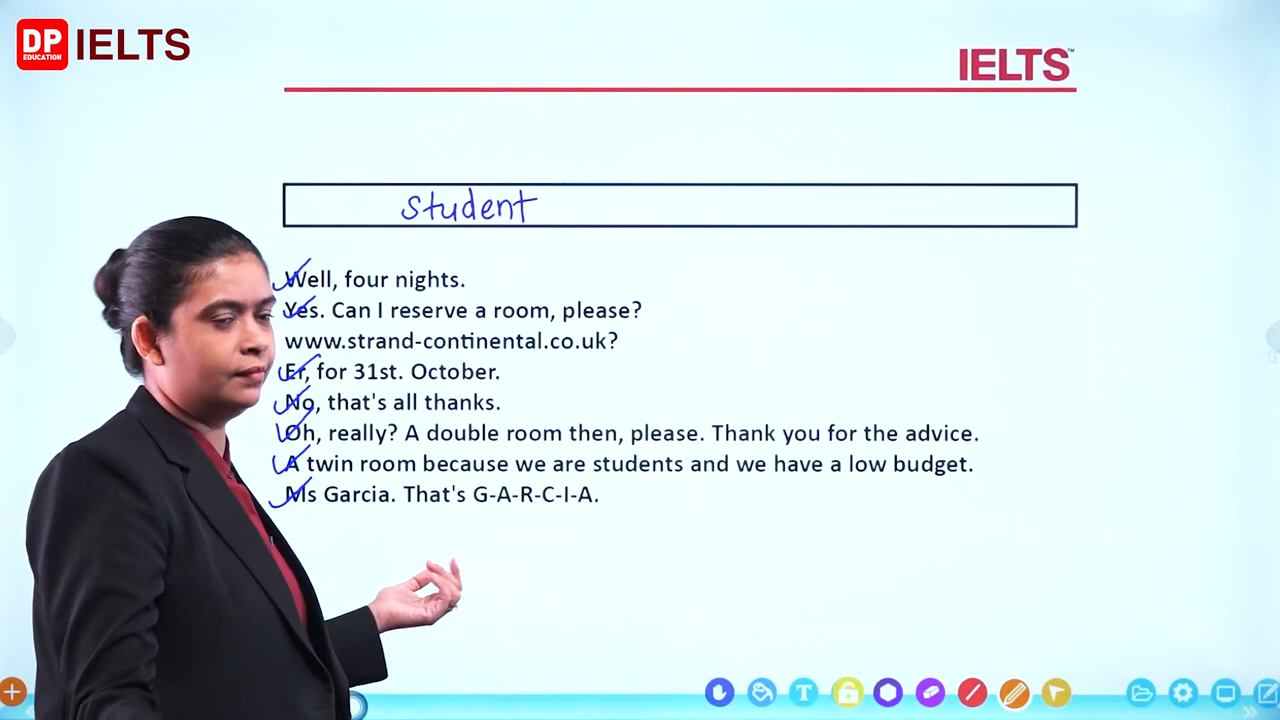 DP
EDUCATION
IELTS
IELTS™
student
Well, four nights.
Yes. Can I reserve a room, please?
www.strand-continental.co.uk?
Er, for 31st. October.
No, that's all thanks.
Oh, really? A double room then, please. Thank you for the advice.
A twin room because we are students and we have a low budget.
Ms Garcia. That's G-A-R-C-I-A.
T